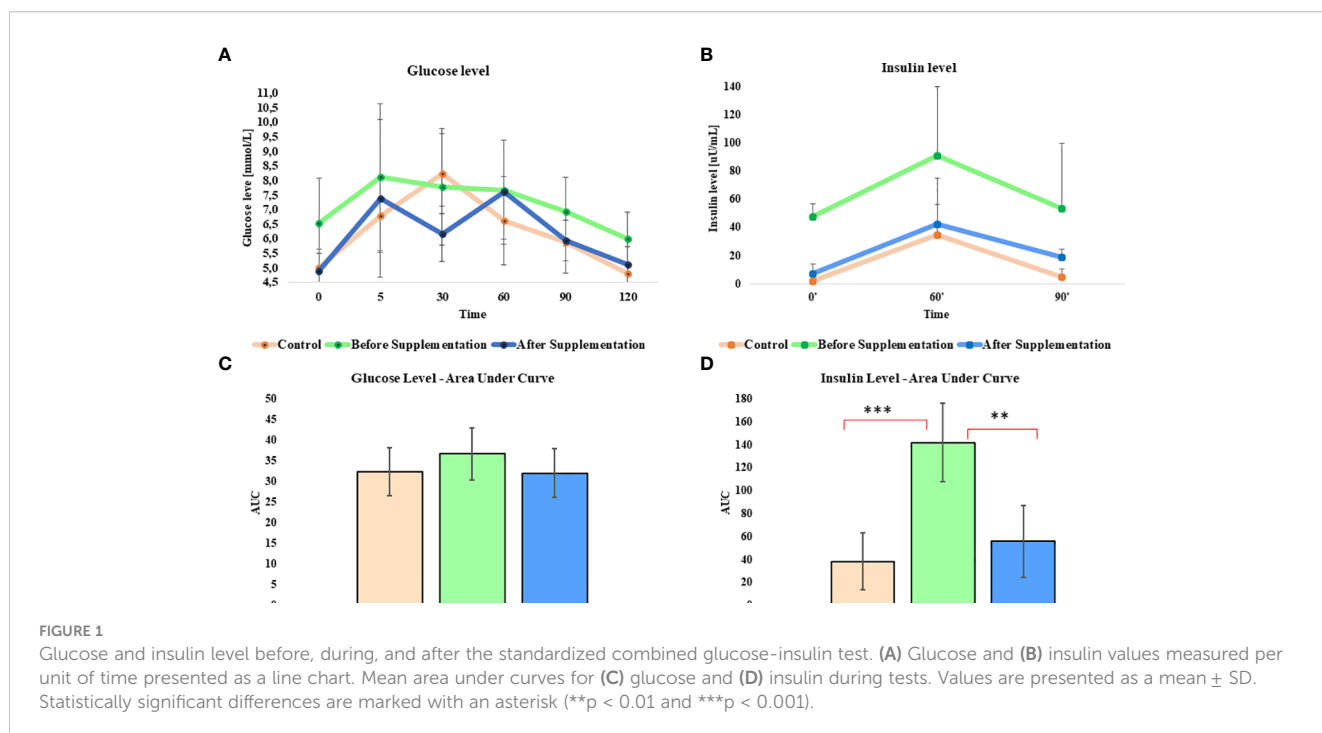 A
Glucose level
Glucose leve [mmol/L]
11,0
10,5
10,0
9,5
9,0
8,5
8,0
7,5
7,0
6,5
6,0
5,5
5,0
4,5
0 5 30 60 90 120
Time
Control Before Supplementation After Supplementation
B
Insulin level
Insulin level [uU/mL]
140
120
100
80
60
40
20
0
0’ 60’ 90’
Time
Control Before Supplementation After Supplementation
C
Glucose Level - Area Under Curve
AUC
50
45
40
35
30
25
20
15
10
5
D
Insulin Level - Area Under Curve
AUC
180
160
140
120
100
80
60
40
20
*** **
FIGURE 1
Glucose and insulin level before, during, and after the standardized combined glucose-insulin test. (A) Glucose and (B) insulin values measured per
unit of time presented as a line chart. Mean area under curves for (C) glucose and (D) insulin during tests. Values are presented as a mean ± SD.
Statistically significant differences are marked with an asterisk (**p < 0.01 and ***p < 0.001).